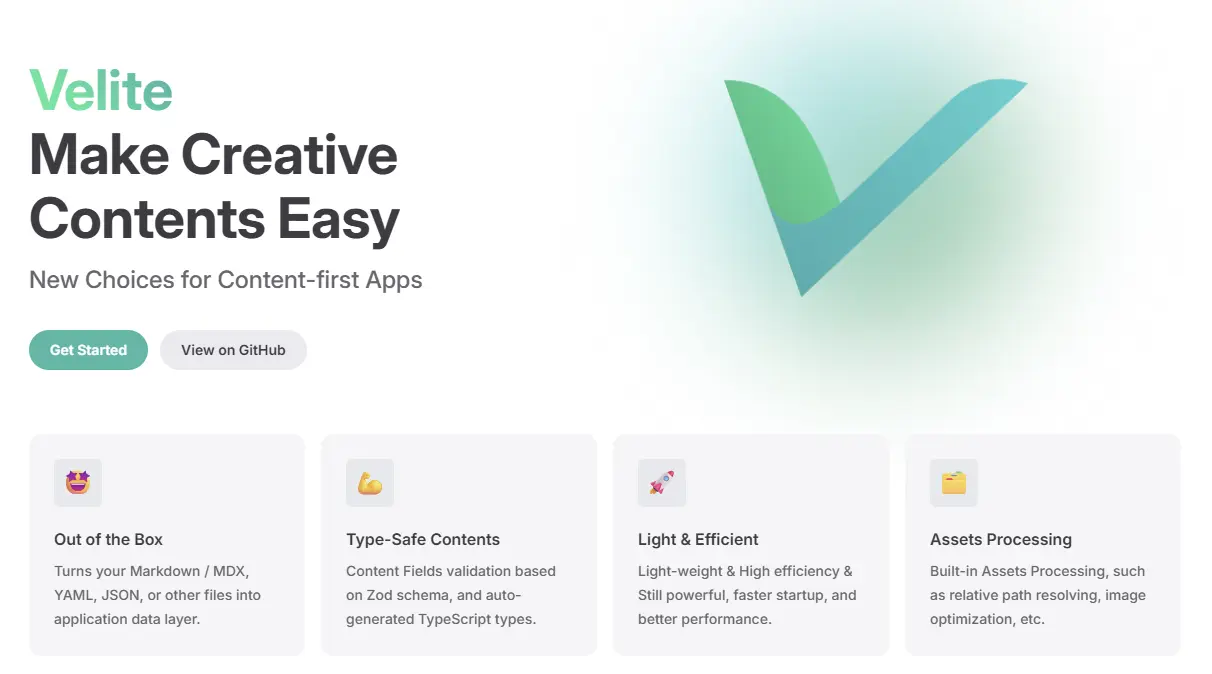 Velite
Make Creative
Contents Easy
New Choices for Content-first Apps
Get Started
View on GitHub
Out of the Box
Turns your Markdown / MDX,
YAML, JSON, or other files into
application data layer.
Type-Safe Contents
Content Fields validation based
on Zod schema, and auto-
generated TypeScript types.
Light & Efficient
Light-weight & High efficiency &
Still powerful, faster startup, and
better performance.
Assets Processing
Built-in Assets Processing, such
as relative path resolving, image
optimization, etc.